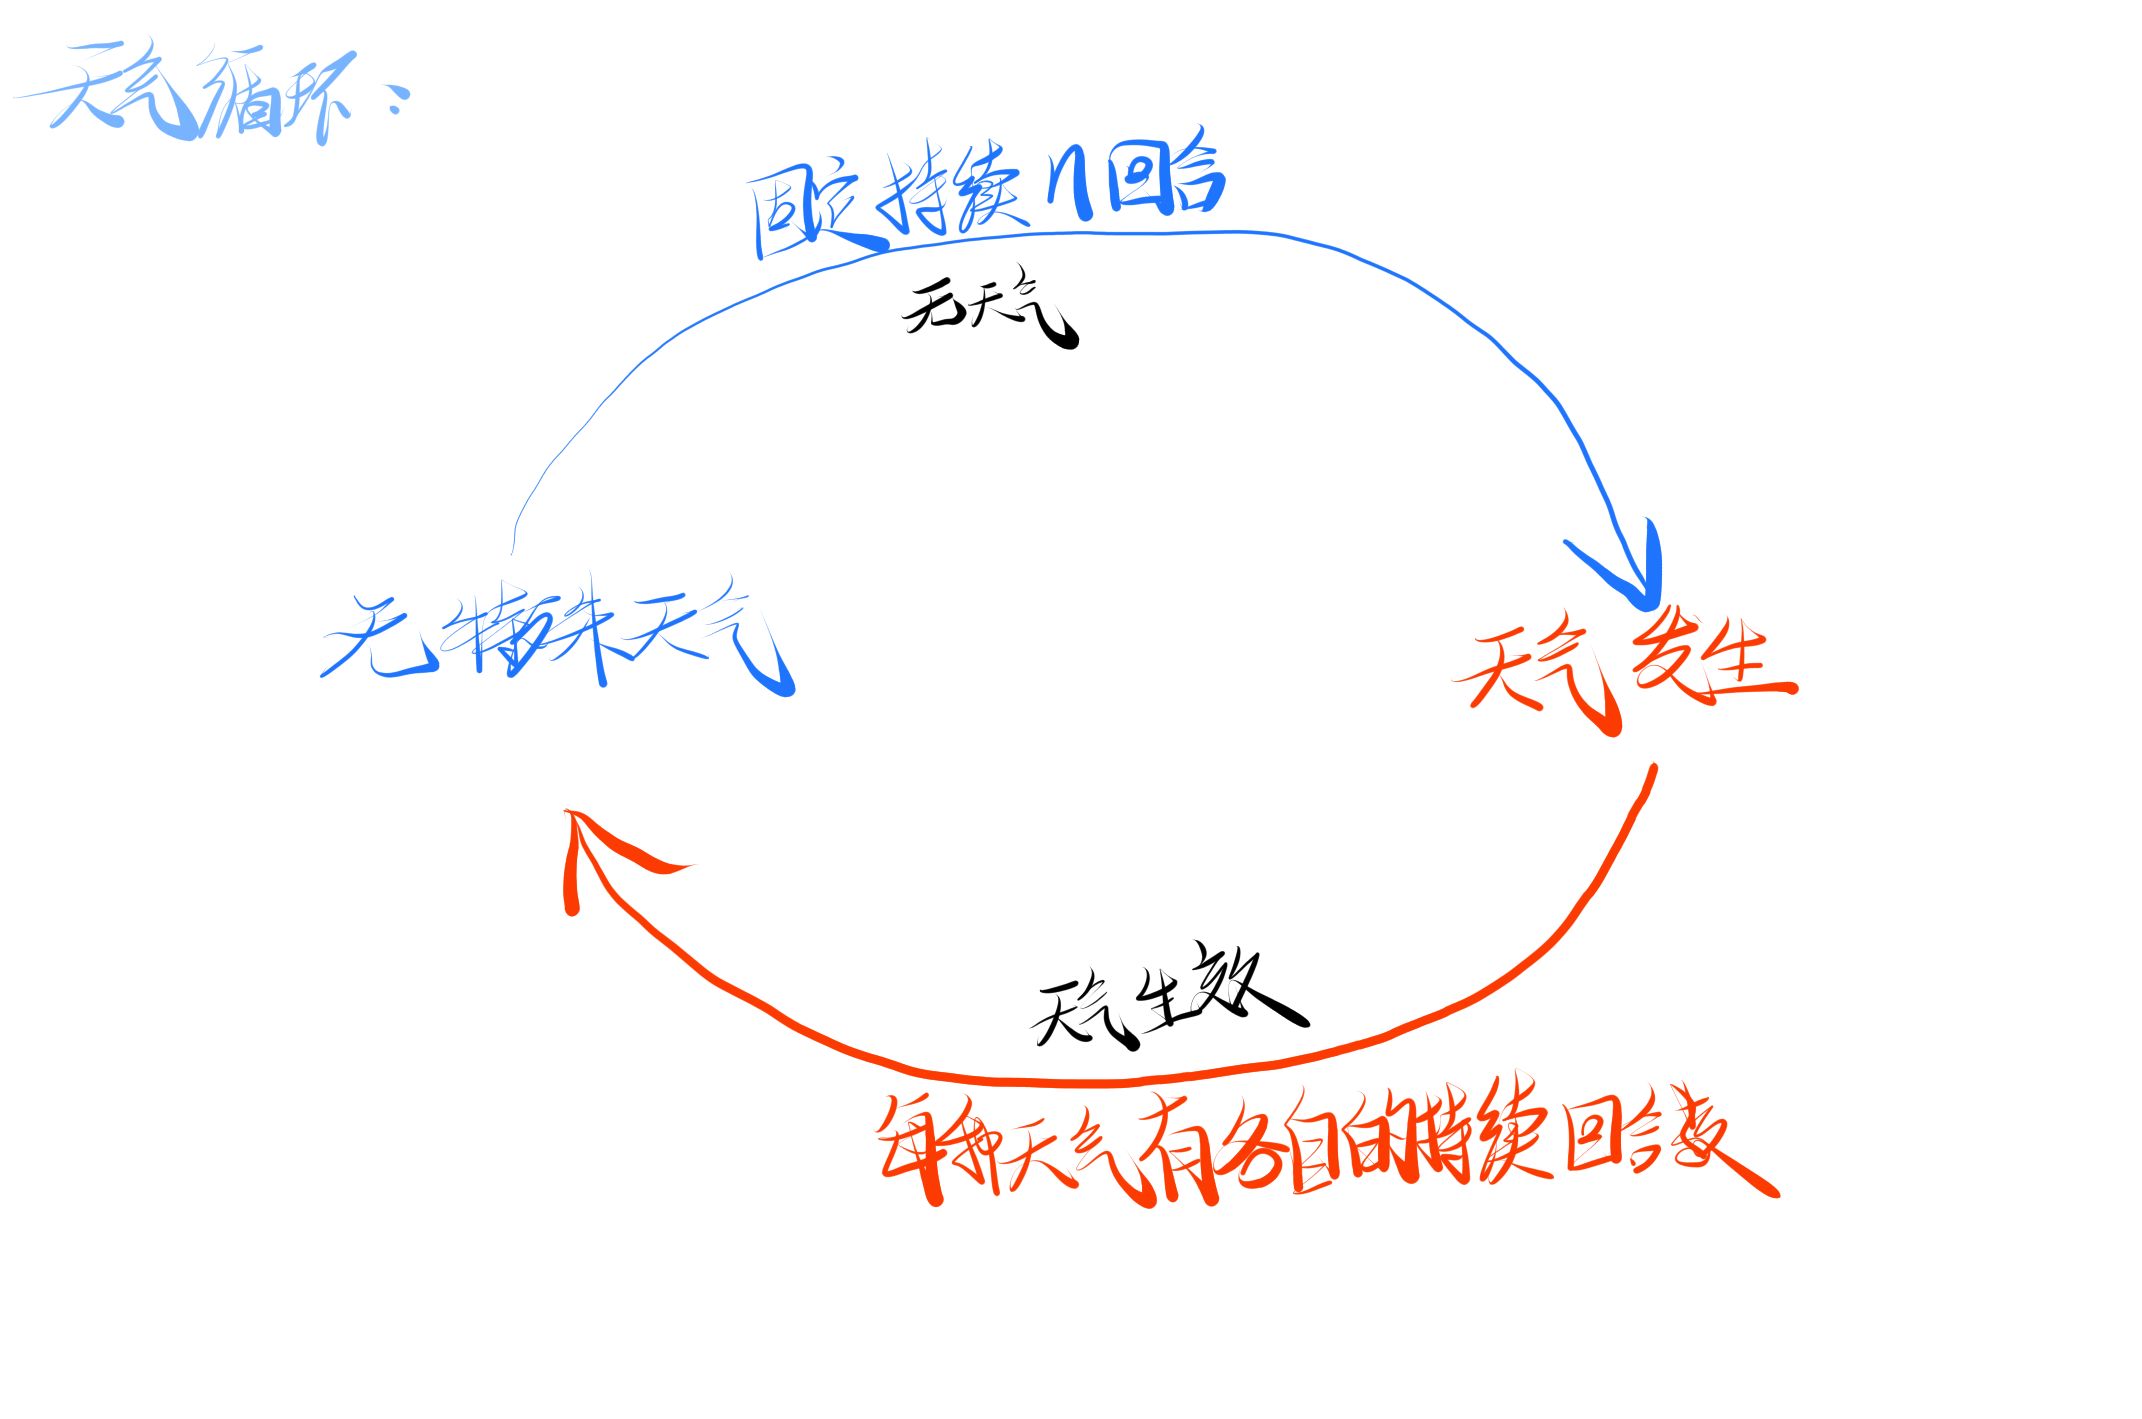 天气循环：
固定持续几回合
无天气
无特殊天气
天气发生
天气生效
每种天气有各自的持续回合数